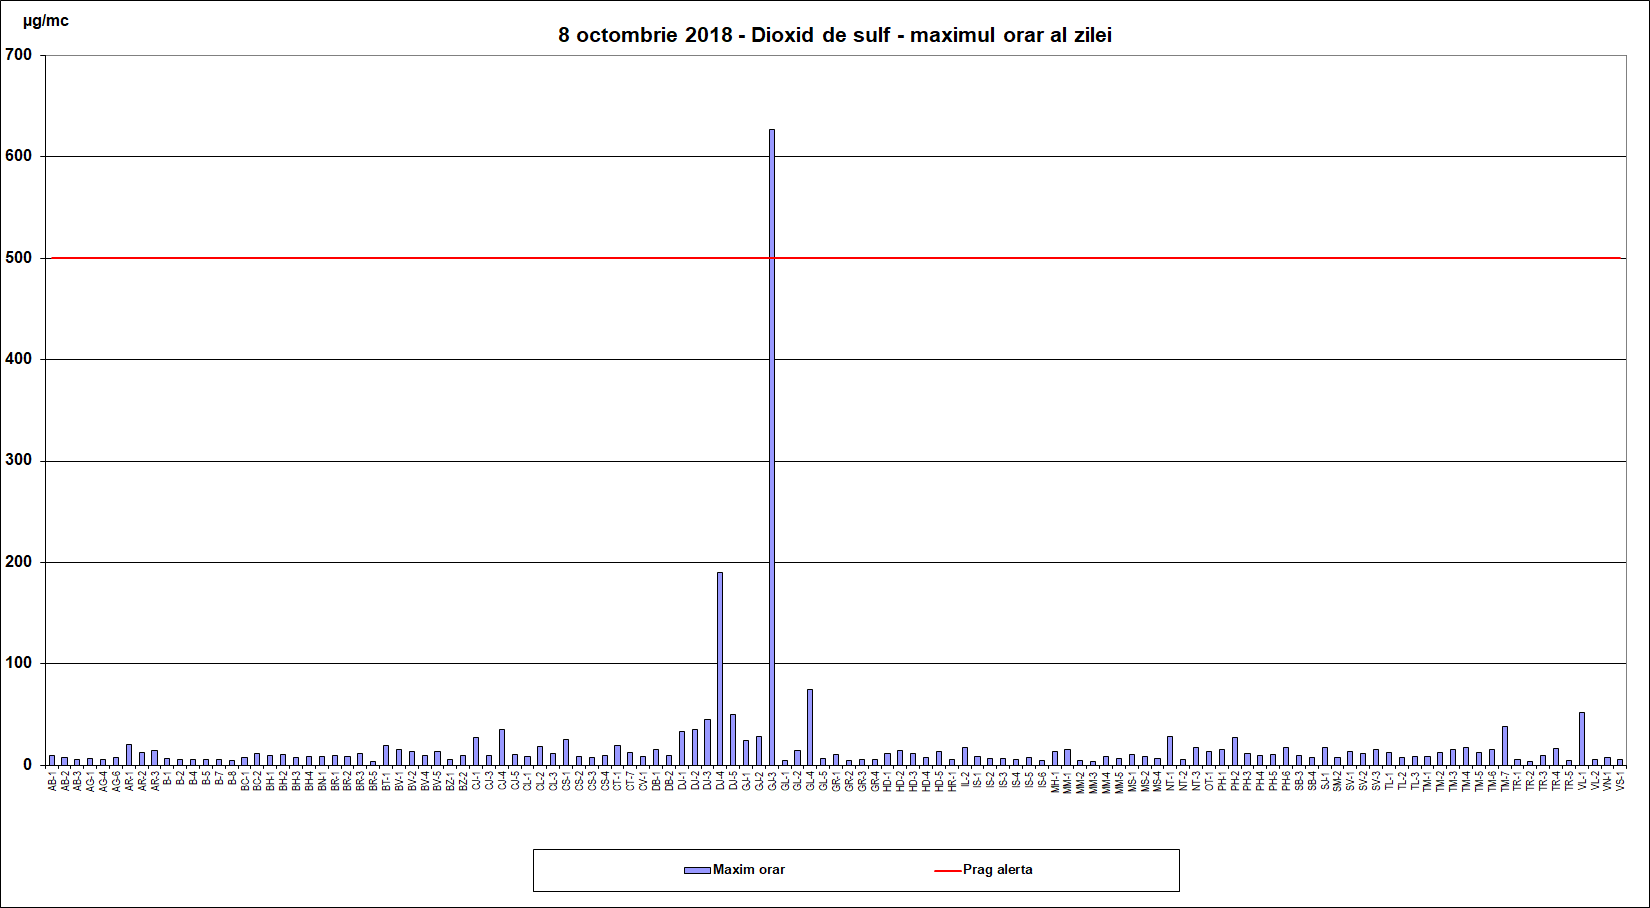 µg/mc
8 octombrie 2018 - Dioxid de sulf - maximul orar al zilei
700
600
500
400
300
200
100
0
AB-1 AB-2 AB-3 AG-1 AG-4 AG-6 AR-1 AR-2 AR-3 B-1 B-2 B-4 B-5 B-7 B-8 BC-1 BC-2 BH-1 BH-2 BH-3 BH-4 BN-1 BR-1 BR-2 BR-3 BR-5 BT-1 BV-1 BV-2 BV-4 BV-5 BZ-1 BZ-2 CJ-1 CJ-3 CJ-4 CJ-5 CL-1 CL-2 CL-3 CS-1 CS-2 CS-3 CS-4 CT-1 CT-7 CV-1 DB-1 DB-2 DJ-1 DJ-2 DJ-3 DJ-4 DJ-5 GJ-1 GJ-2 GJ-3 GL-1 GL-2 GL-4 GL-5 GR-1 GR-2 GR-3 GR-4 HD-1 HD-2 HD-3 HD-4 HD-5 HR-1 IL-2 IS-1 IS-2 IS-3 IS-4 IS-5 IS-6 MH-1 MM-1 MM-2 MM-3 MM-4 MM-5 MS-1 MS-2 MS-4 NT-1 NT-2 NT-3 OT-1 PH-1 PH-2 PH-3 PH-4 PH-5 PH-6 SB-3 SB-4 SJ-1 SM-2 SV-1 SV-2 SV-3 TL-1 TL-2 TL-3 TM-1 TM-2 TM-3 TM-4 TM-5 TM-6 TM-7 TR-1 TR-2 TR-3 TR-4 TR-5 VL-1 VL-2 VN-1 VS-1
Maxim orar Prag alerta